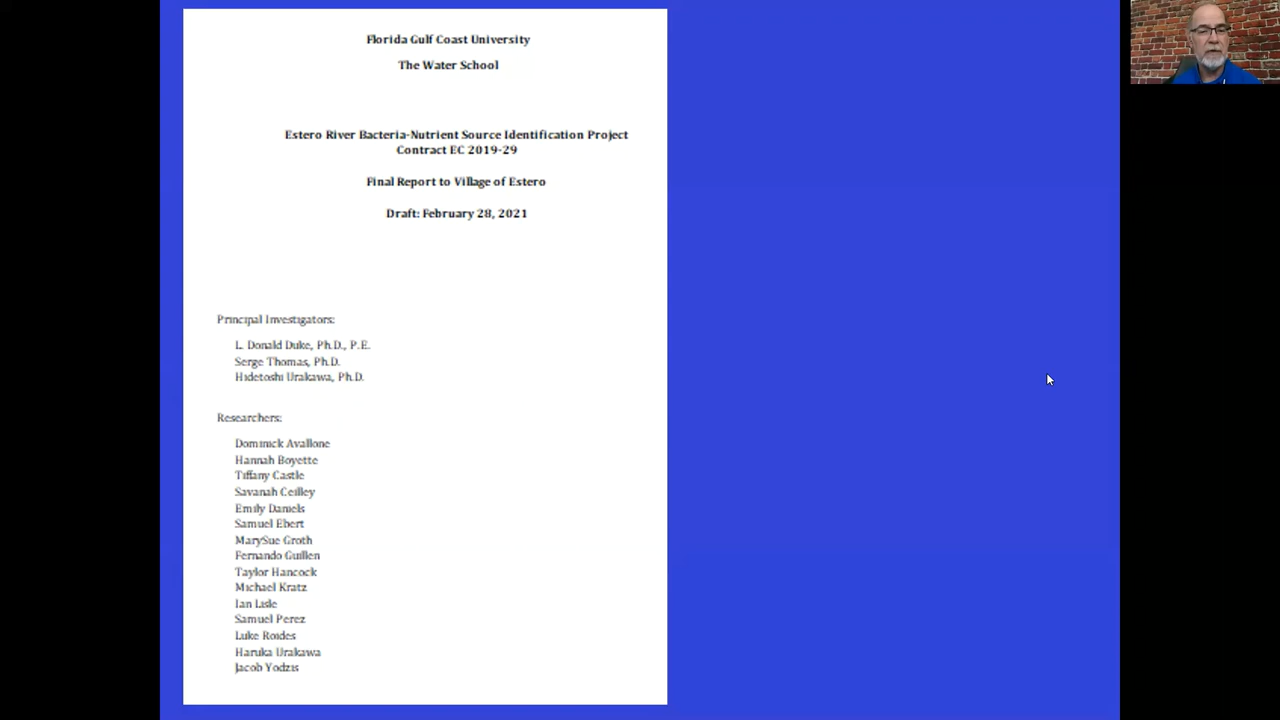 Florida Gulf Coast University
The Water School
Estero River Bacteria-Nutrient Source Identification Project
Contract EC 2019-29
Final Report to Village of Estero
Draft: February 28, 2021
Principal Investigators:
L. Donald Duke, Ph.D., P.E.
Serge Thomas, Ph.D.
Hidetoshi Urakawa, Ph.D.
Researchers:
Dominick Avallone
Hannah Boyette
Tiffany Castle
Savanah Ceilley
Emily Daniels
Samuel Ebert
MarySue Groth
Fernando Guillen
Taylor Hancock
Michael Kratz
Ian Lisle
Samuel Perez
Luke Roides
Haruka Urakawa
Jacob Yodzis